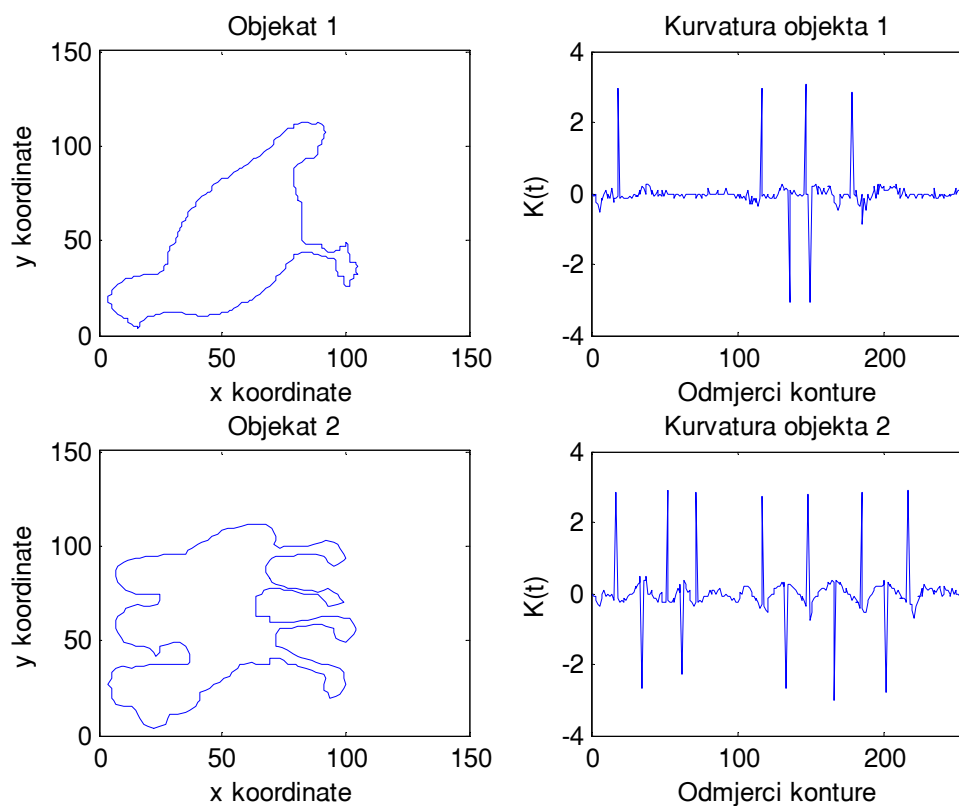 Objekat 1
150
100
50
0
y koordinate
0 50 100 150
x koordinate
Kurvatura objekta 1
4
2
0
-2
-4
K(t)
0 100 200
Odmjerci konture
Objekat 2
150
100
50
0
y koordinate
0 50 100 150
x koordinate
Kurvatura objekta 2
4
2
0
-2
-4
K(t)
0 100 200
Odmjerci konture